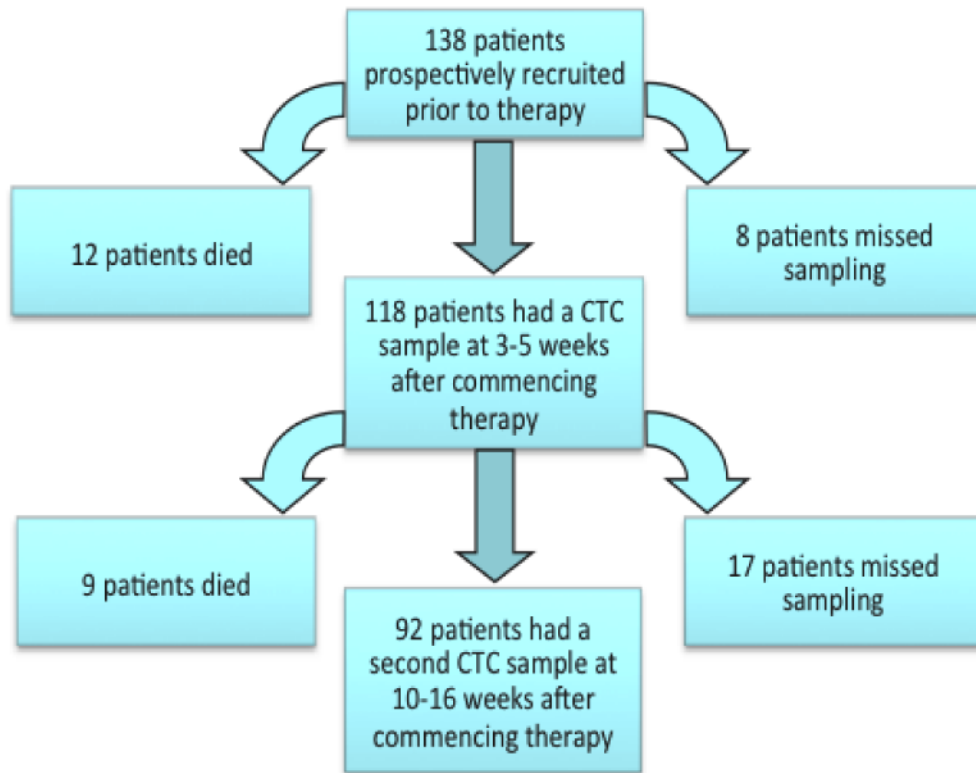 138 patients
prospectively recruited
prior to therapy
12 patients died
8 patients missed
sampling
118 patients had a CTC
sample at 3-5 weeks
after commencing
therapy
9 patients died
17 patients missed
sampling
92 patients had a
second CTC sample at
10-16 weeks after
commencing therapy